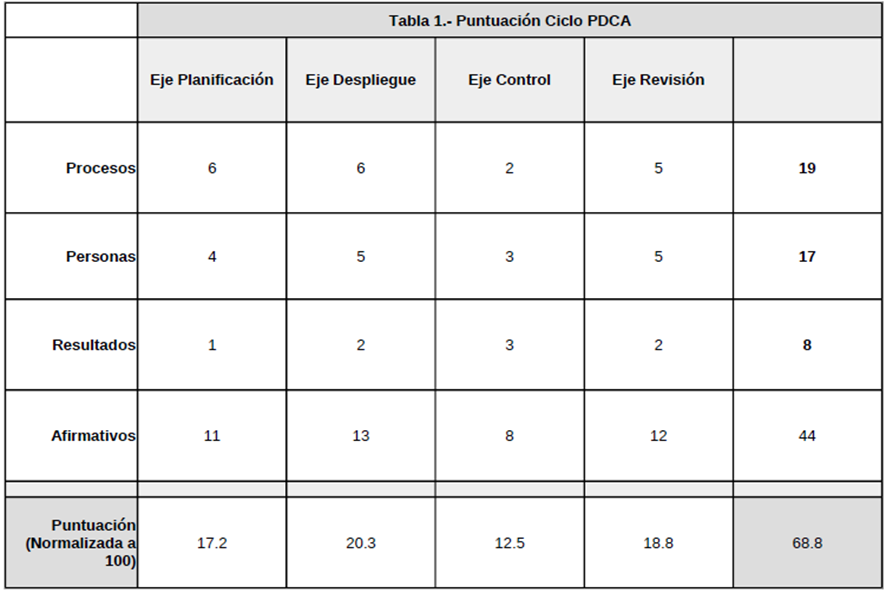 Tabla 1.- Puntuación Ciclo PDCA
Eje Planificación Eje Despliegue Eje Control Eje Revisión
Procesos 6 6 2 5 19
Personas 4 5 3 5 17
Resultados 1 2 3 2 8
Afirmativos 11 13 8 12 44
Puntuación
(Normalizada a 17.2 20.3 12.5 18.8 68.8
100)